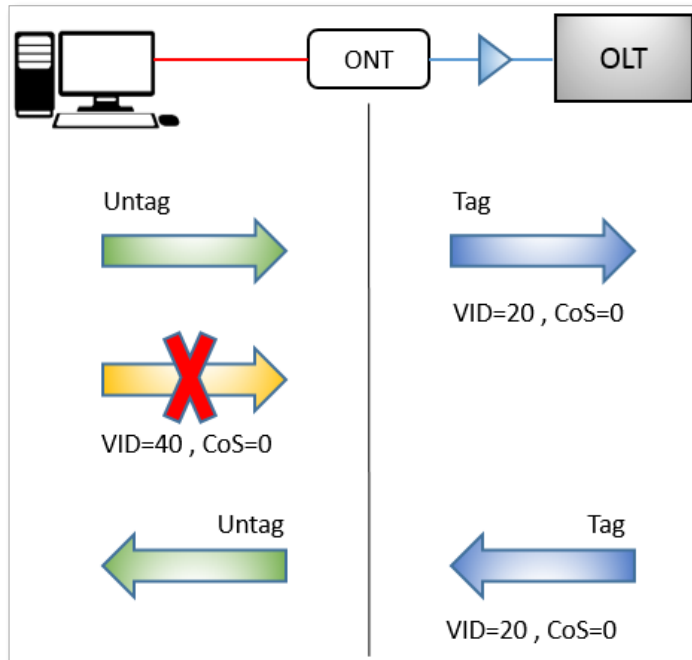 ONT
OLT
Untag
Tag
VID=20 , CoS=0
VID=40 , CoS=0
Untag
Tag
VID=20 , CoS=0